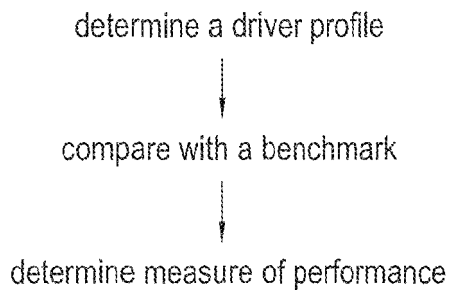 determine a driver profile
compare with a benchmark
determine measure of performance